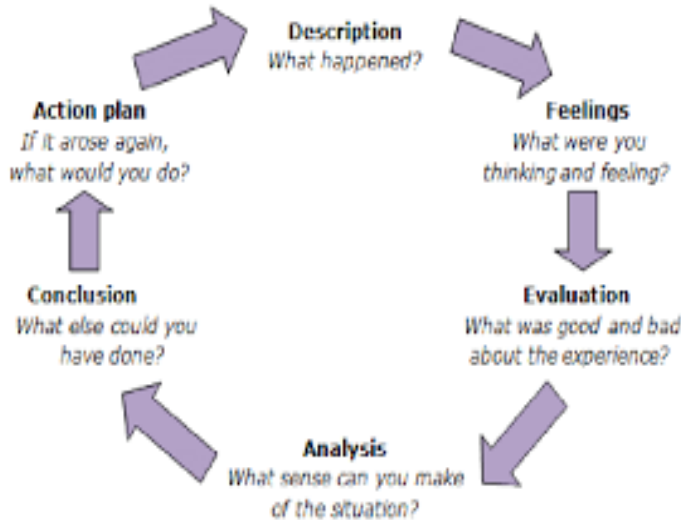 Description
What happened?
Feelings
What were you
thinking and feeling?
Evaluation
What was good and bad
about the experience?
Analysis
What sense can you make
of the situation?
Conclusion
What else could you
have done?
Action plan
If it arose again,
what would you do?